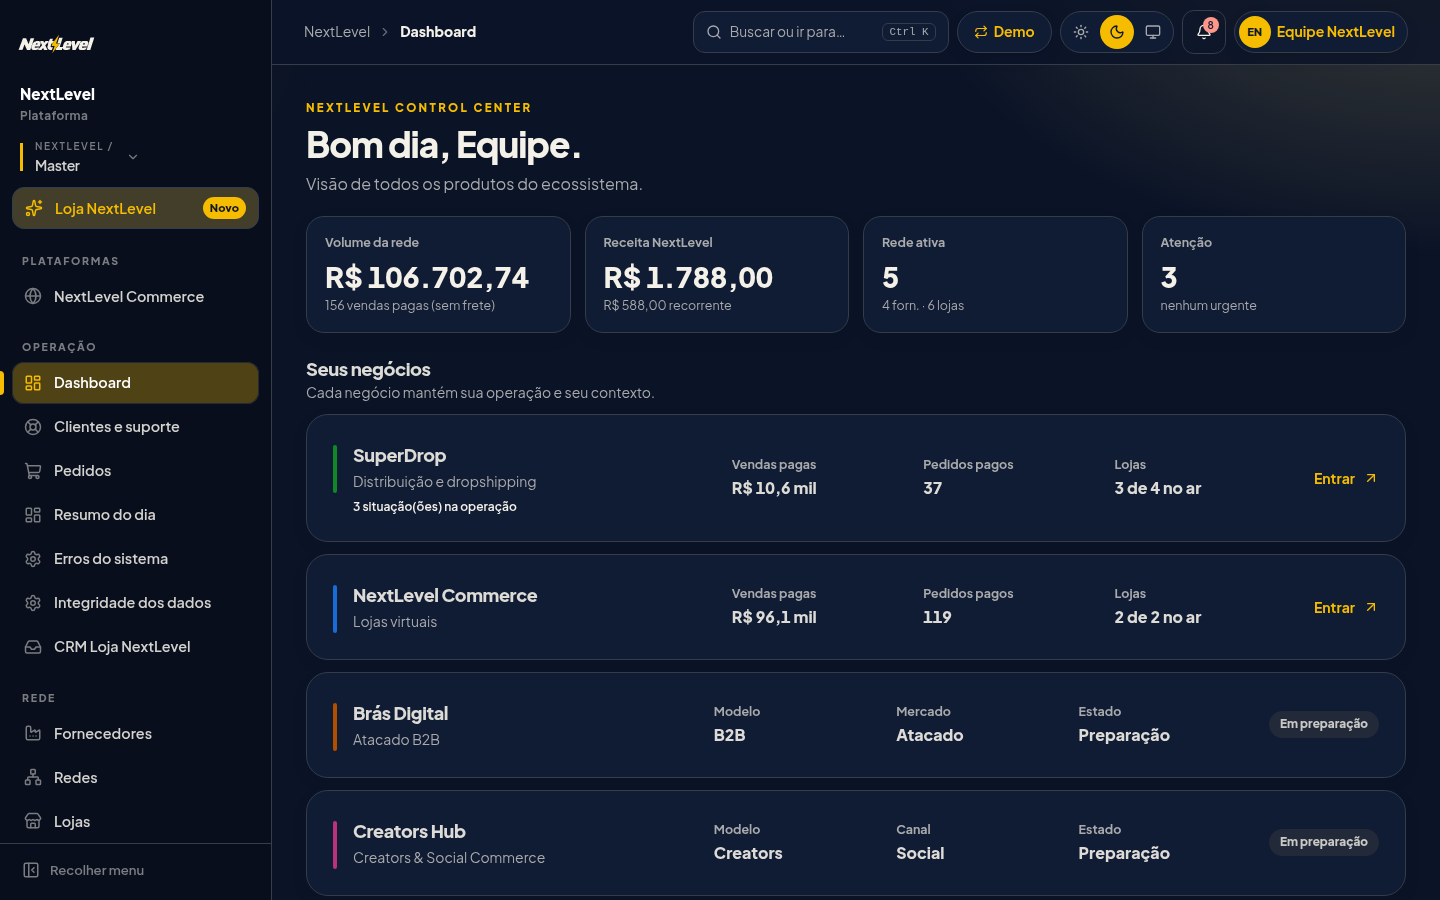 NextLevel
NextLevel
Plataforma
NEXTLEVEL /
Master
Loja NextLevel
Novo
PLATAFORMAS
NextLevel Commerce
OPERAÇÃO
Dashboard
Clientes e suporte
Pedidos
Resumo do dia
Erros do sistema
Integridade dos dados
CRM Loja NextLevel
REDE
Fornecedores
Redes
Lojas
Recolher menu
NextLevel > Dashboard
Buscar ou ir para...
Ctrl K
Demo
8
EN
Equipe NextLevel
NEXTLEVEL CONTROL CENTER
Bom dia, Equipe.
Visão de todos os produtos do ecossistema.
Volume da rede
R$ 106.702,74
156 vendas pagas (sem frete)
Receita NextLevel
R$ 1.788,00
R$ 588,00 recorrente
Rede ativa
5
4 forn. · 6 lojas
Atenção
3
nenhum urgente
Seus negócios
Cada negócio mantém sua operação e seu contexto.
SuperDrop
Distribuição e dropshipping
3 situação(ões) na operação
Vendas pagas
R$ 10,6 mil
Pedidos pagos
37
Lojas
3 de 4 no ar
Entrar
NextLevel Commerce
Lojas virtuais
Vendas pagas
R$ 96,1 mil
Pedidos pagos
119
Lojas
2 de 2 no ar
Entrar
Brás Digital
Atacado B2B
Modelo
B2B
Mercado
Atacado
Estado
Preparação
Em preparação
Creators Hub
Creators & Social Commerce
Modelo
Creators
Canal
Social
Estado
Preparação
Em preparação